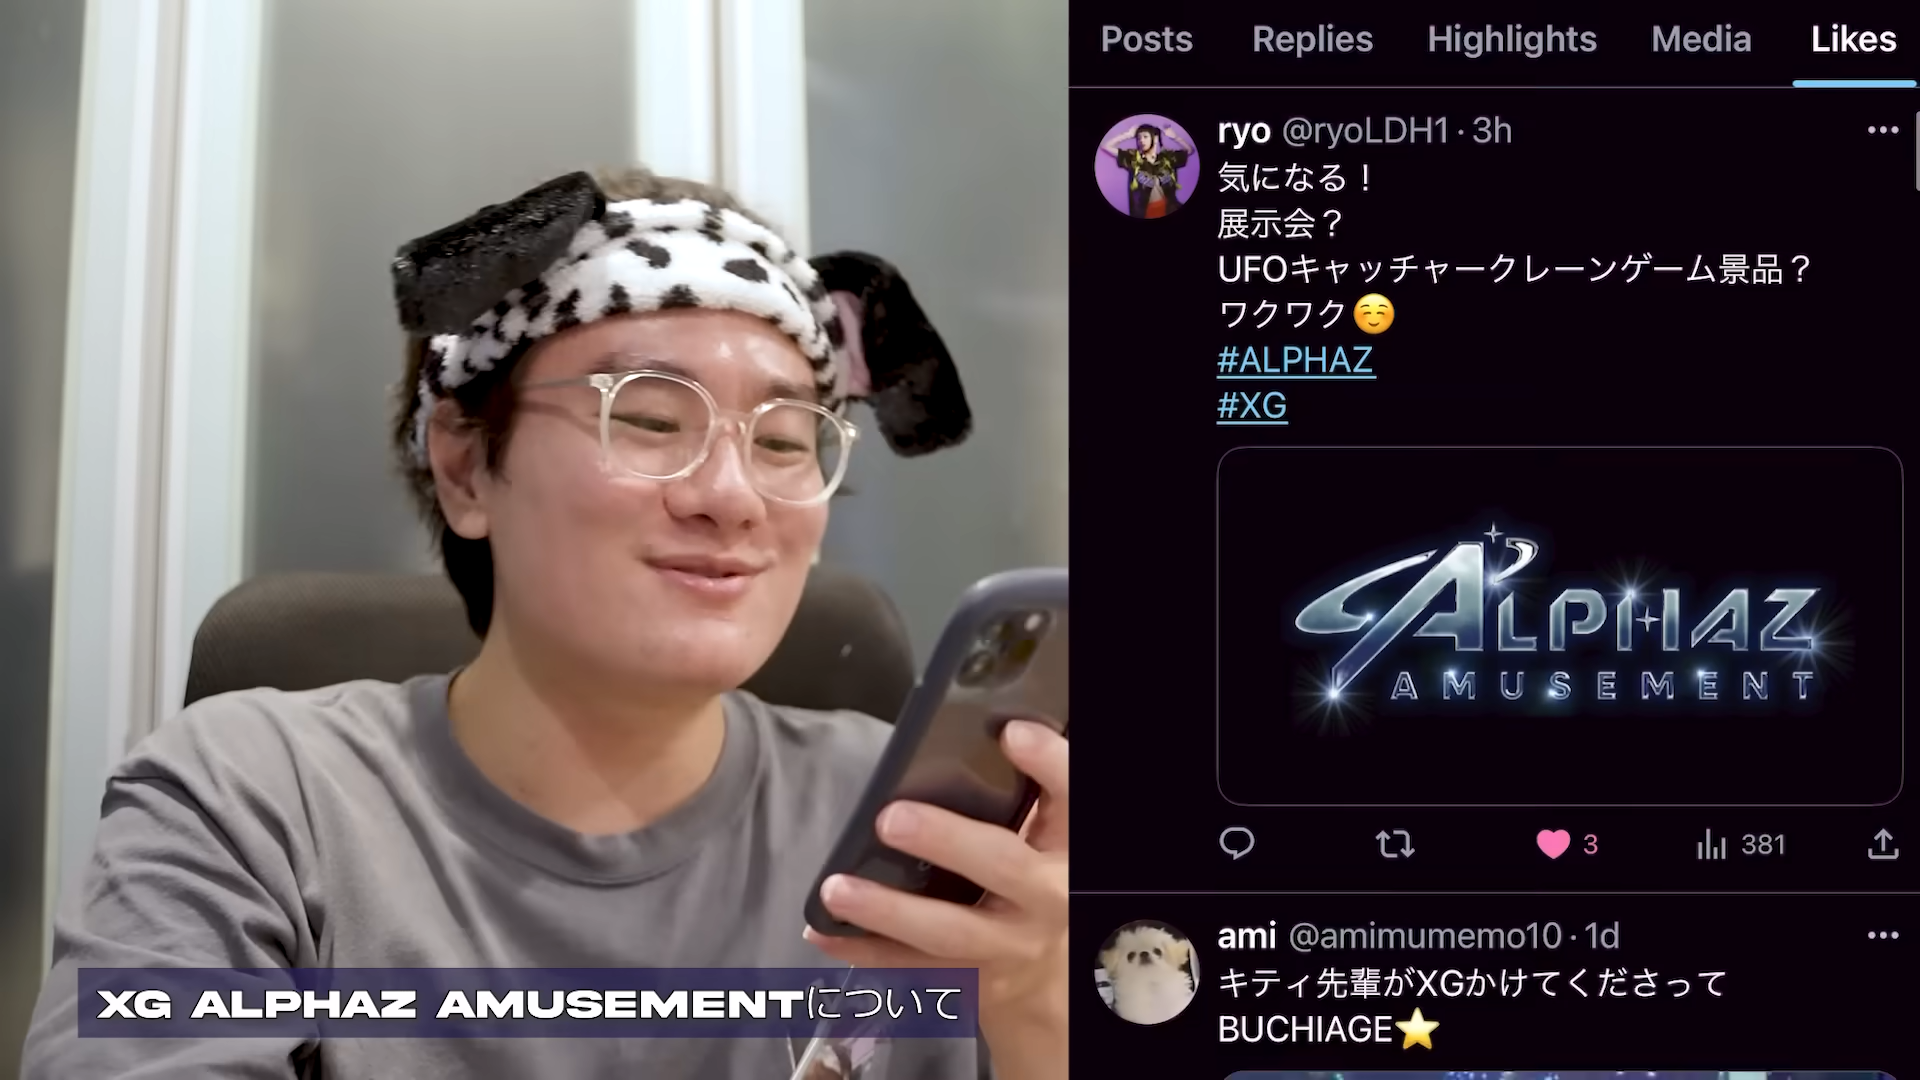 Posts Replies Highlights Media Likes
ryo @ryoLDH1 · 3h
気になる！
展示会？
UFOキャッチャークレーンゲーム景品？
ワクワク☺️
#ALPHAZ
#XG
ALPHAZ
AMUSEMENT
3 381
ami @amimumemo10 · 1d
キティ先輩がXGかけてくださって
BUCHIAGE⭐
XG ALPHAZ AMUSEMENTについて